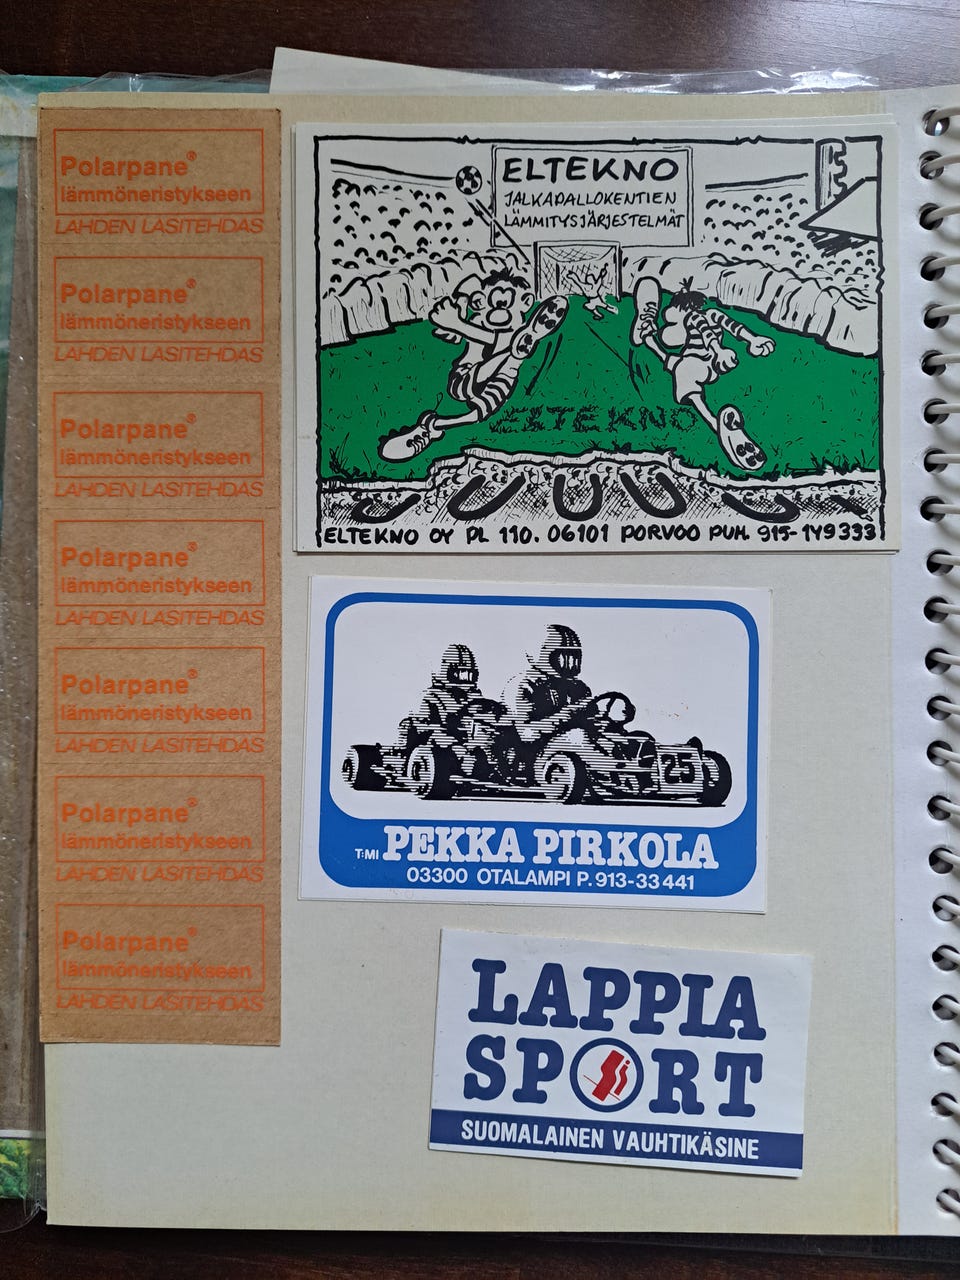 Polarpane®
lämmöneristykseen
LAHDEN LASITEHDAS
Polarpane®
lämmöneristykseen
LAHDEN LASITEHDAS
Polarpane®
lämmöneristykseen
LAHDEN LASITEHDAS
Polarpane®
lämmöneristykseen
LAHDEN LASITEHDAS
Polarpane®
lämmöneristykseen
LAHDEN LASITEHDAS
Polarpane®
lämmöneristykseen
LAHDEN LASITEHDAS
Polarpane®
lämmöneristykseen
LAHDEN LASITEHDAS
ELTEKNO
JALKAPALLOKENTIEN
LÄMMITYSJÄRJESTELMÄT
ELTEKNO
ELTEKNO OY PL 110. 06101 PORVOO PUH. 915-149333
25
T:MI PEKKA PIRKOLA
03300 OTALAMPI P. 913-33441
LAPPIA
SPORT
SUOMALAINEN VAUHTIKÄSINE